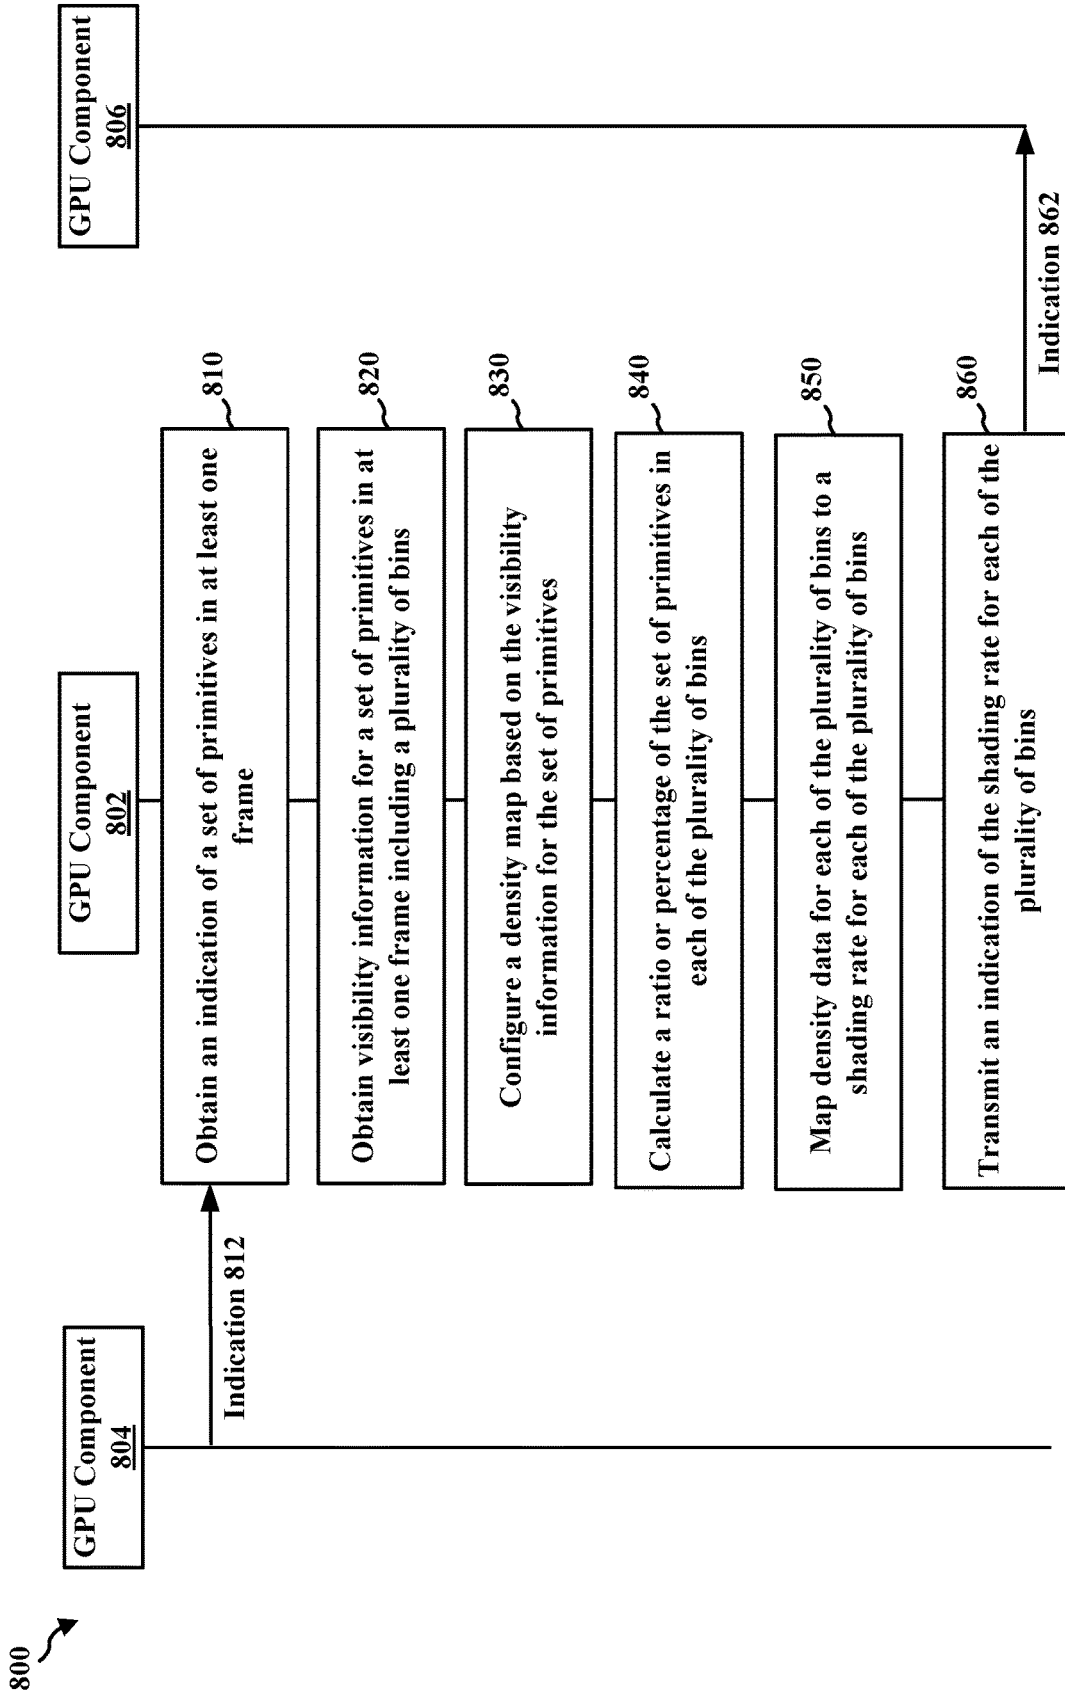 800
GPU Component
804
GPU Component
802
GPU Component
806
Indication 812
810
Obtain an indication of a set of primitives in at least one
frame
820
Obtain visibility information for a set of primitives in at
least one frame including a plurality of bins
830
Configure a density map based on the visibility
information for the set of primitives
840
Calculate a ratio or percentage of the set of primitives in
each of the plurality of bins
850
Map density data for each of the plurality of bins to a
shading rate for each of the plurality of bins
860
Transmit an indication of the shading rate for each of the
plurality of bins
Indication 862